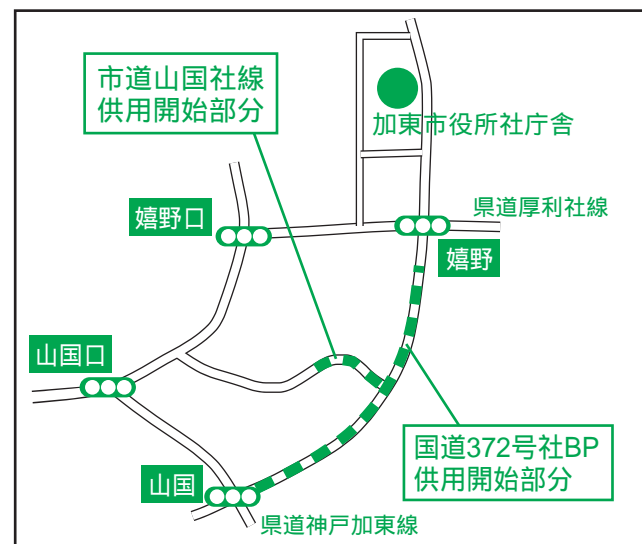 市道山国社線
供用開始部分
加東市役所社庁舎
県道厚利社線
嬉野口
嬉野
山国口
国道372号社BP
供用開始部分
山国
県道神戸加東線